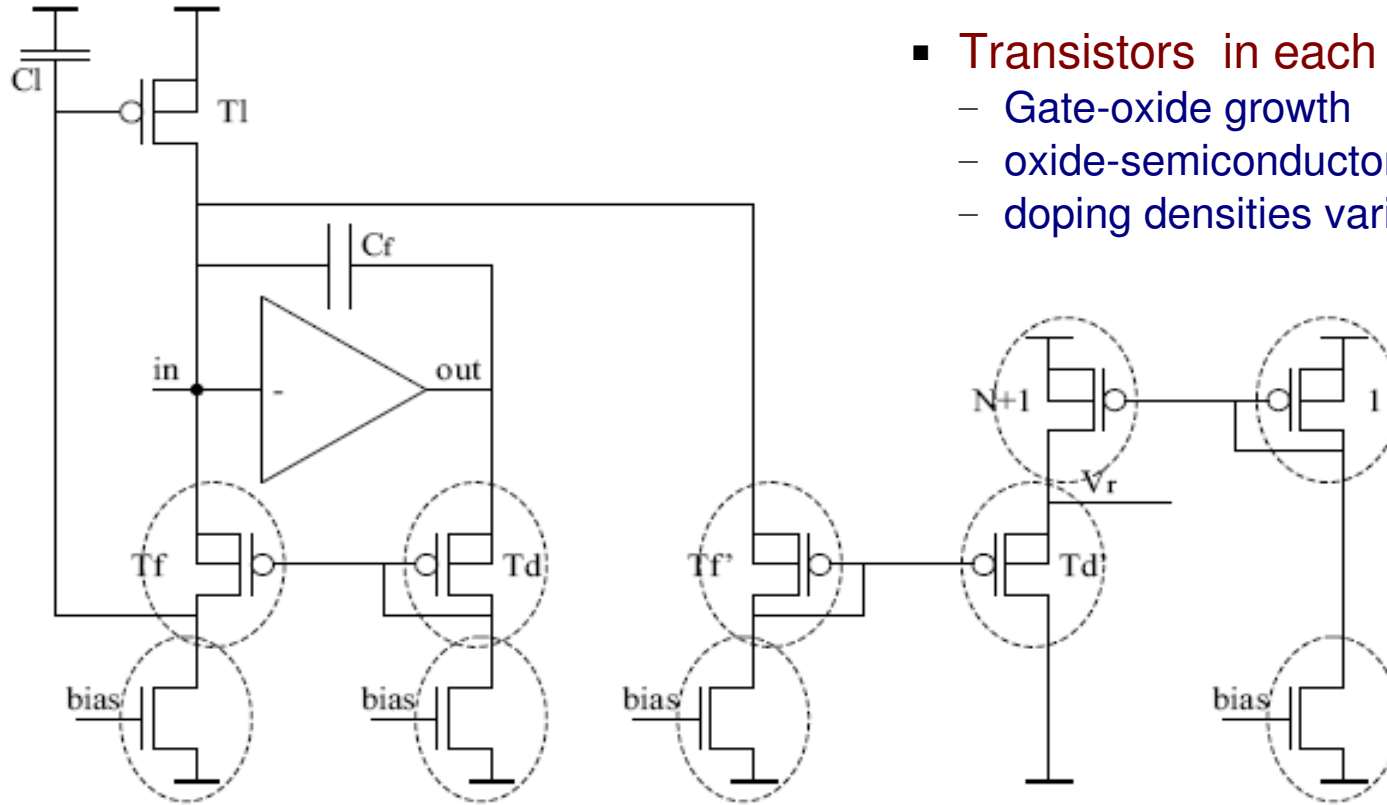 ▪ Transistors in each
– Gate-oxide growth
– oxide-semiconductor
– doping densities vari
Cl
Tl
Cf
in
-
out
N+1
1
Vr
Tf
Td
Tf'
Td'
bias
bias
bias
bias